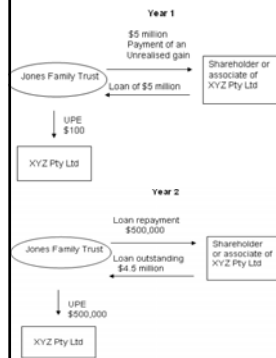 Year 1
$5 million
Payment of an
Unrealised gain
Jones Family Trust
Loan of $5 million
Shareholder or
associate of
XYZ Pty Ltd
UPE
$100
XYZ Pty Ltd
Year 2
Loan repayment
$500,000
Jones Family Trust
Loan outstanding
$4.5 million
Shareholder
or associate of
XYZ Pty Ltd
UPE
$500,000
XYZ Pty Ltd